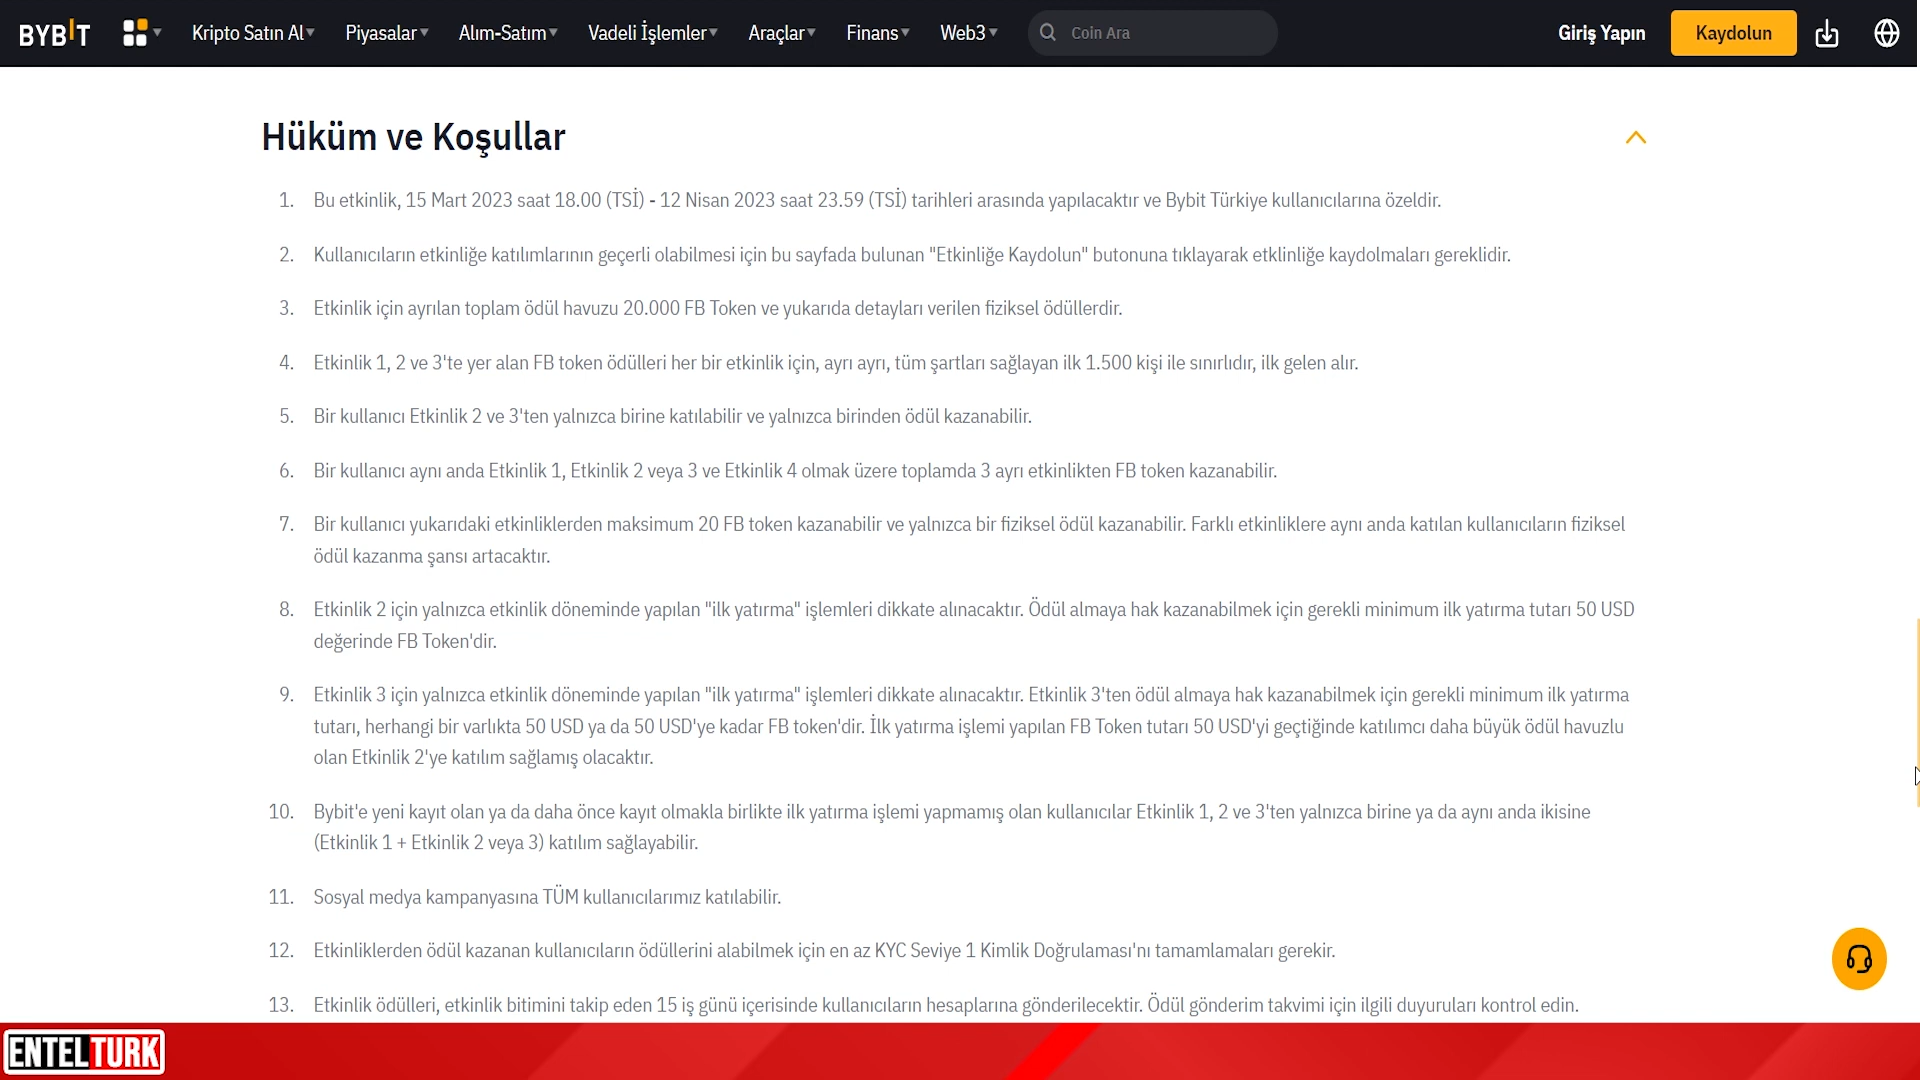 BYBIT Kripto Satın Al Piyasalar Alım-Satım Vadeli İşlemler Araçlar Finans Web3 Coin Ara Giriş Yapın Kaydolun
Hüküm ve Koşullar
1. Bu etkinlik, 15 Mart 2023 saat 18.00 (TSİ) - 12 Nisan 2023 saat 23.59 (TSİ) tarihleri arasında yapılacaktır ve Bybit Türkiye kullanıcılarına özeldir.
2. Kullanıcıların etkinliğe katılımlarının geçerli olabilmesi için bu sayfada bulunan "Etkinliğe Kaydolun" butonuna tıklayarak etklinliğe kaydolmaları gereklidir.
3. Etkinlik için ayrılan toplam ödül havuzu 20.000 FB Token ve yukarıda detayları verilen fiziksel ödüllerdir.
4. Etkinlik 1, 2 ve 3'te yer alan FB token ödülleri her bir etkinlik için, ayrı ayrı, tüm şartları sağlayan ilk 1.500 kişi ile sınırlıdır, ilk gelen alır.
5. Bir kullanıcı Etkinlik 2 ve 3'ten yalnızca birine katılabilir ve yalnızca birinden ödül kazanabilir.
6. Bir kullanıcı aynı anda Etkinlik 1, Etkinlik 2 veya 3 ve Etkinlik 4 olmak üzere toplamda 3 ayrı etkinlikten FB token kazanabilir.
7. Bir kullanıcı yukarıdaki etkinliklerden maksimum 20 FB token kazanabilir ve yalnızca bir fiziksel ödül kazanabilir. Farklı etkinliklere aynı anda katılan kullanıcıların fiziksel
ödül kazanma şansı artacaktır.
8. Etkinlik 2 için yalnızca etkinlik döneminde yapılan "ilk yatırma" işlemleri dikkate alınacaktır. Ödül almaya hak kazanabilmek için gerekli minimum ilk yatırma tutarı 50 USD
değerinde FB Token'dir.
9. Etkinlik 3 için yalnızca etkinlik döneminde yapılan "ilk yatırma" işlemleri dikkate alınacaktır. Etkinlik 3'ten ödül almaya hak kazanabilmek için gerekli minimum ilk yatırma
tutarı, herhangi bir varlıkta 50 USD ya da 50 USD'ye kadar FB token'dir. İlk yatırma işlemi yapılan FB Token tutarı 50 USD'yi geçtiğinde katılımcı daha büyük ödül havuzlu
olan Etkinlik 2'ye katılım sağlamış olacaktır.
10. Bybit'e yeni kayıt olan ya da daha önce kayıt olmakla birlikte ilk yatırma işlemi yapmamış olan kullanıcılar Etkinlik 1, 2 ve 3'ten yalnızca birine ya da aynı anda ikisine
(Etkinlik 1 + Etkinlik 2 veya 3) katılım sağlayabilir.
11. Sosyal medya kampanyasına TÜM kullanıcılarımız katılabilir.
12. Etkinliklerden ödül kazanan kullanıcıların ödüllerini alabilmek için en az KYC Seviye 1 Kimlik Doğrulaması'nı tamamlamaları gerekir.
13. Etkinlik ödülleri, etkinlik bitimini takip eden 15 iş günü içerisinde kullanıcıların hesaplarına gönderilecektir. Ödül gönderim takvimi için ilgili duyuruları kontrol edin.
ENTELTURK